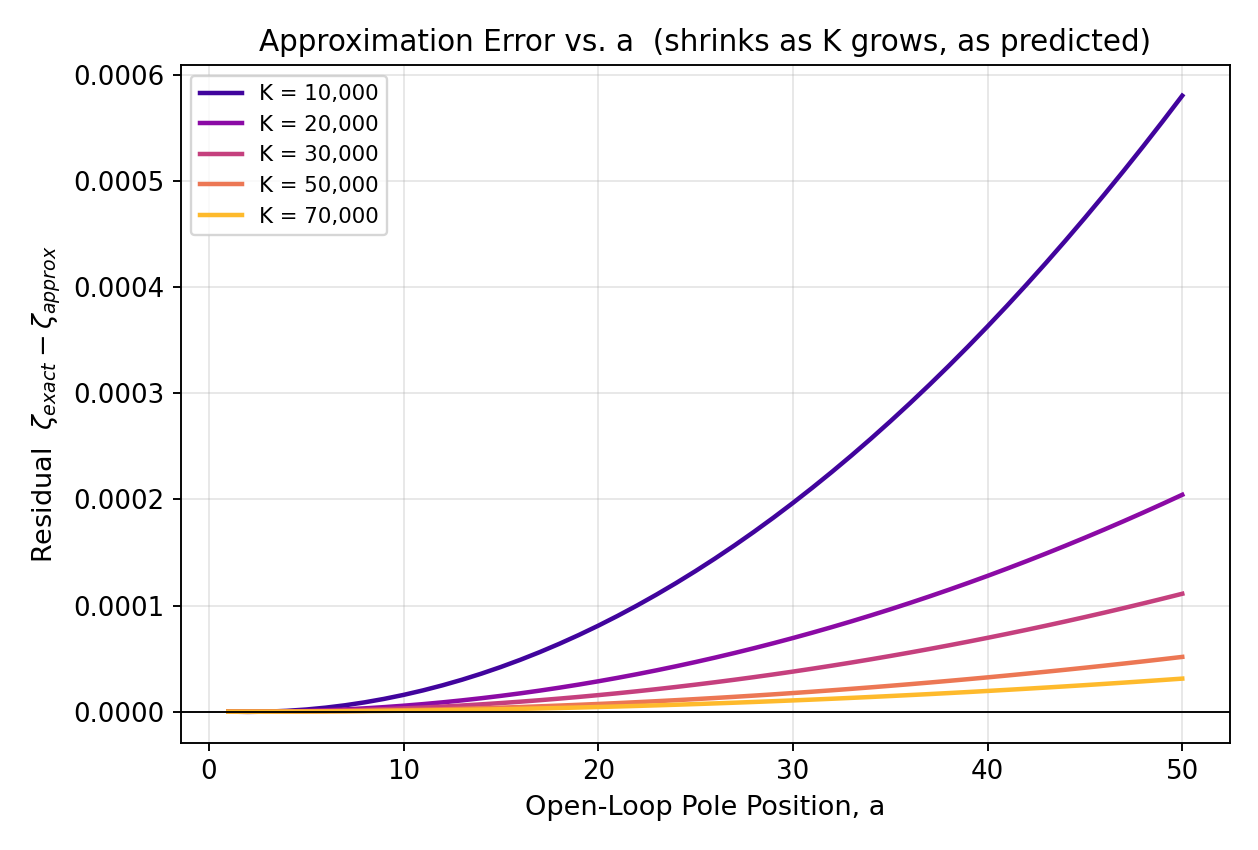 Approximation Error vs. a  (shrinks as K grows, as predicted)
0.0006
0.0005
0.0004
0.0003
0.0002
0.0001
0.0000
Residual  ζexact − ζapprox
K = 10,000
K = 20,000
K = 30,000
K = 50,000
K = 70,000
0 10 20 30 40 50
Open-Loop Pole Position, a